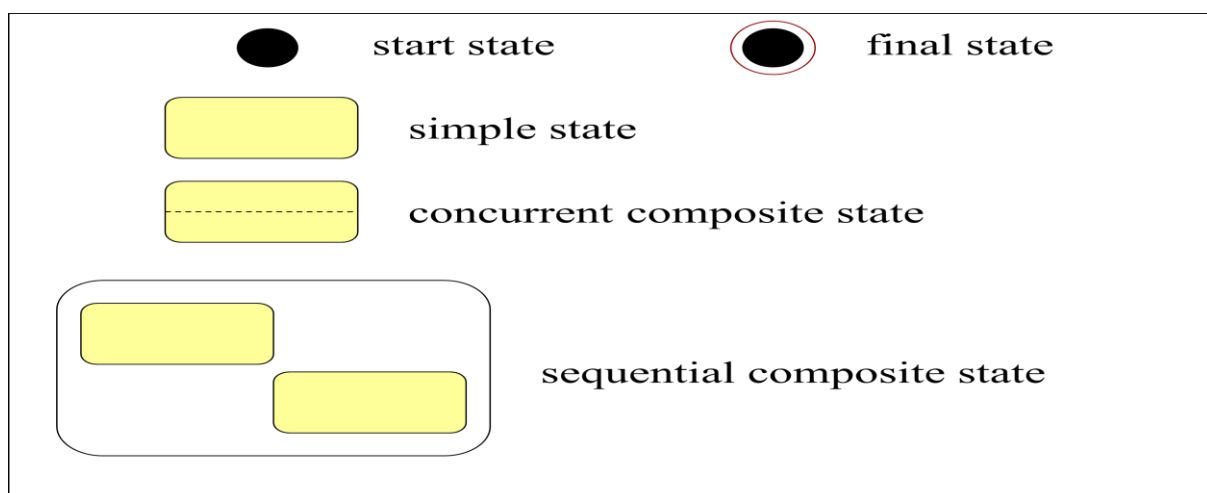 start state
final state
simple state
concurrent composite state
sequential composite state